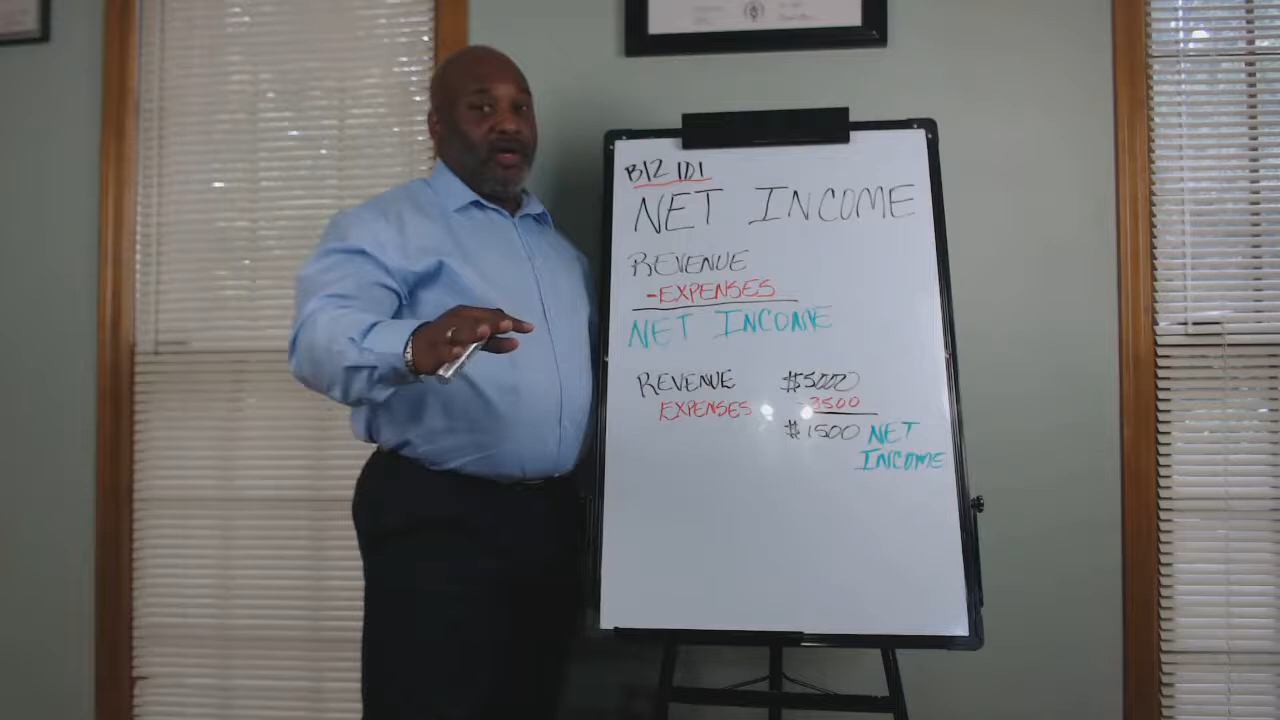 BIZ 101
NET INCOME
REVENUE
-EXPENSES
NET INCOME
REVENUE $5000
EXPENSES -3500
$1500 NET
INCOME